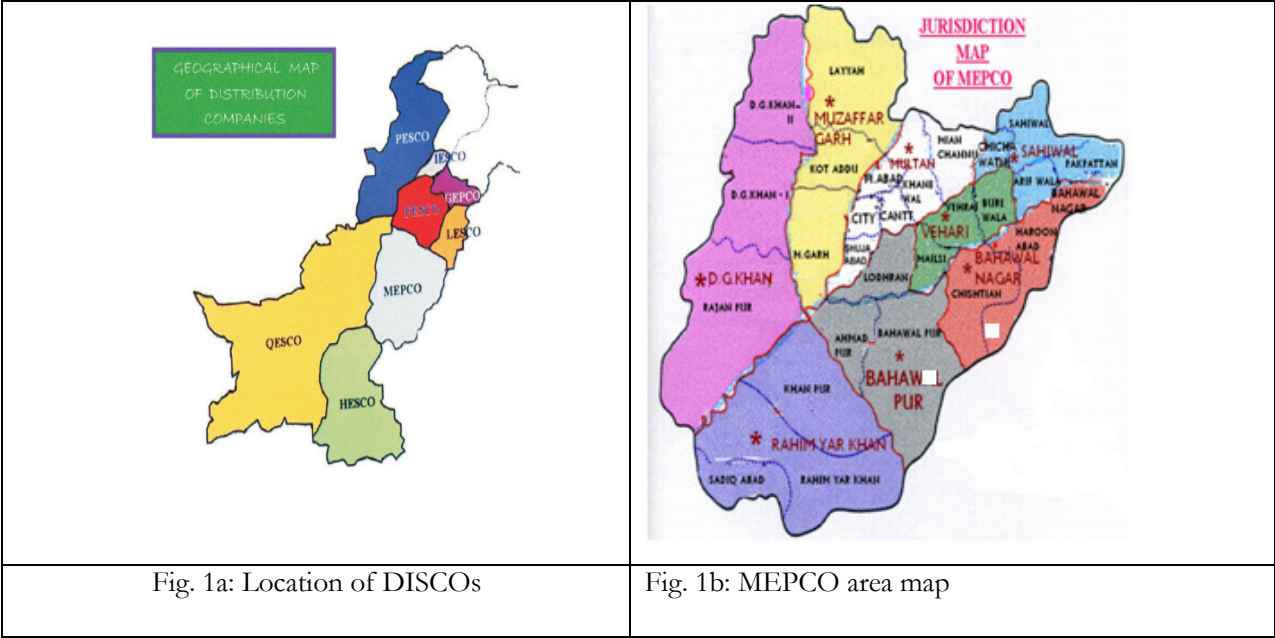 GEOGRAPHICAL MAP
OF DISTRIBUTION
COMPANIES
PESCO
IESCO
GEPCO
FESCO
LESCO
MEPCO
QESCO
HESCO
Fig. 1a: Location of DISCOs
JURISDICTION
MAP
OF MEPCO
LAYYAH
D.G.KHAN-
II
* MUZAFFAR
GARH
KOT ADDU
D.G.KHAN - I
M.GARH
* MULTAN
MIAN
CHANNU
KHANE
WAL
CITY
CANTT
SHUJA
ABAD
SAHIWAL
CHICHA
WATNI
* SAHIWAL
PAKPATTAN
ARIF WALA
BAHAWAL
NAGAR
VEHARI
BURE
WALA
* VEHARI
MAILSI
LODHRAN
HAROON
ABAD
* BAHAWAL
NAGAR
CHISHTIAN
* D.G.KHAN
RAJAN PUR
AHMAD
PUR
BAHAWAL PUR
* BAHAW L
PUR
KHAN PUR
* RAHIM YAR KHAN
SADIQ ABAD
RAHIM YAR KHAN
Fig. 1b: MEPCO area map